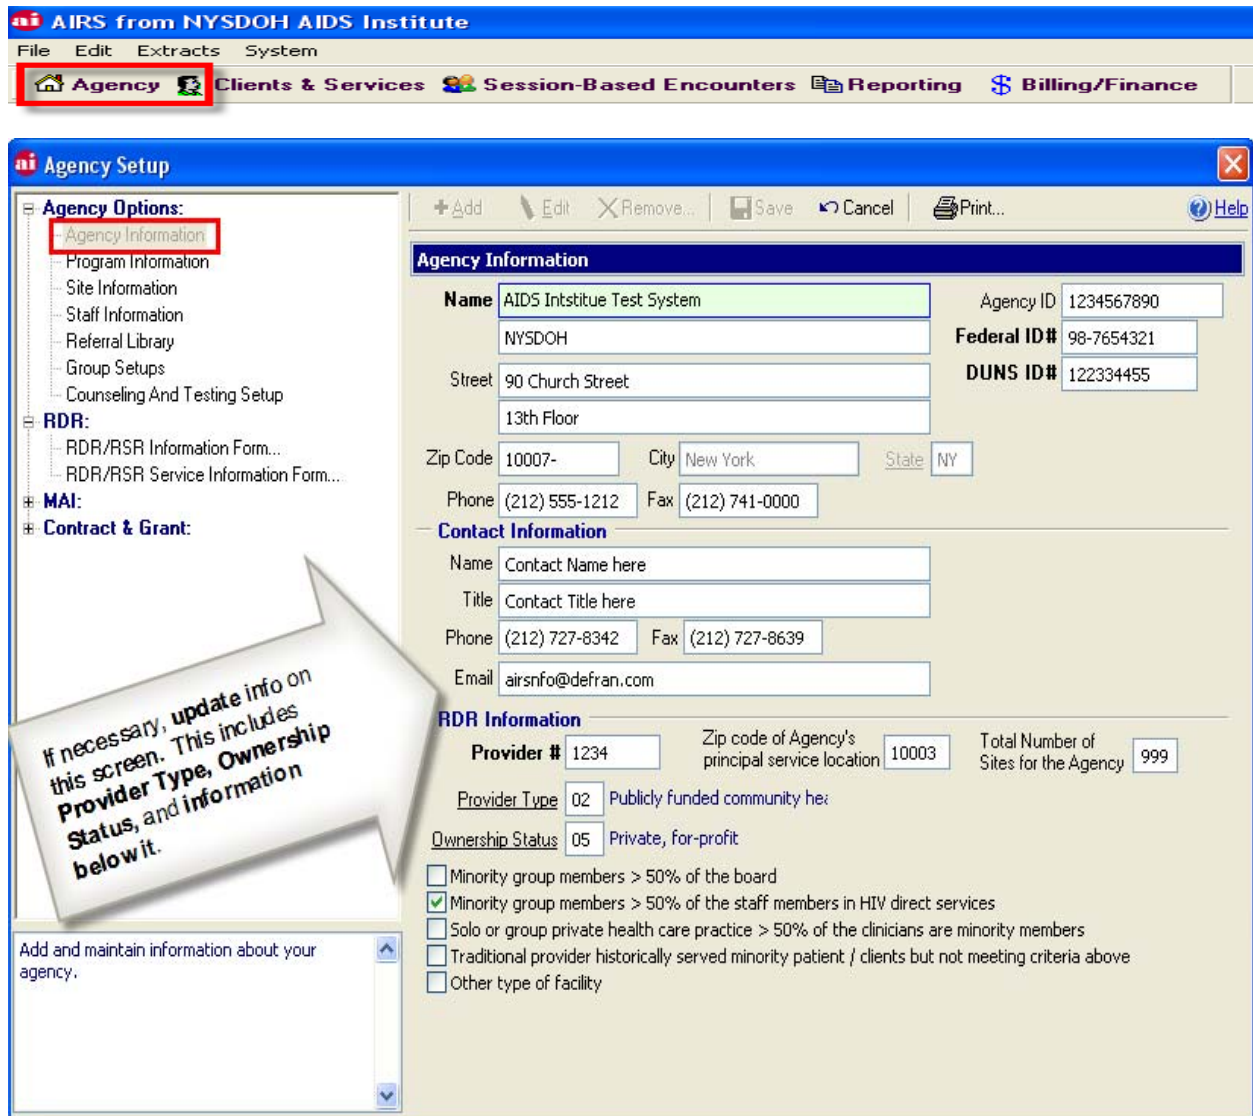 ai AIRS from NYSDOH AIDS Institute
File Edit Extracts System
Agency Clients & Services Session-Based Encounters Reporting $ Billing/Finance
ai Agency Setup
Agency Options:
Agency Information
Program Information
Site Information
Staff Information
Referral Library
Group Setups
Counseling And Testing Setup
RDR:
RDR/RSR Information Form...
RDR/RSR Service Information Form...
MAI:
Contract & Grant:
If necessary, update info on
this screen. This includes
Provider Type, Ownership
Status, and information
below it.
Add and maintain information about your
agency.
Add Edit Remove... Save Cancel Print... Help
Agency Information
Name AIDS Intstitue Test System Agency ID 1234567890
NYSDOH Federal ID# 98-7654321
Street 90 Church Street DUNS ID# 122334455
13th Floor
Zip Code 10007- City New York State NY
Phone (212) 555-1212 Fax (212) 741-0000
Contact Information
Name Contact Name here
Title Contact Title here
Phone (212) 727-8342 Fax (212) 727-8639
Email airsnfo@defran.com
RDR Information
Provider # 1234 Zip code of Agency's principal service location 10003 Total Number of Sites for the Agency 999
Provider Type 02 Publicly funded community hea
Ownership Status 05 Private, for-profit
Minority group members > 50% of the board
Minority group members > 50% of the staff members in HIV direct services
Solo or group private health care practice > 50% of the clinicians are minority members
Traditional provider historically served minority patient / clients but not meeting criteria above
Other type of facility